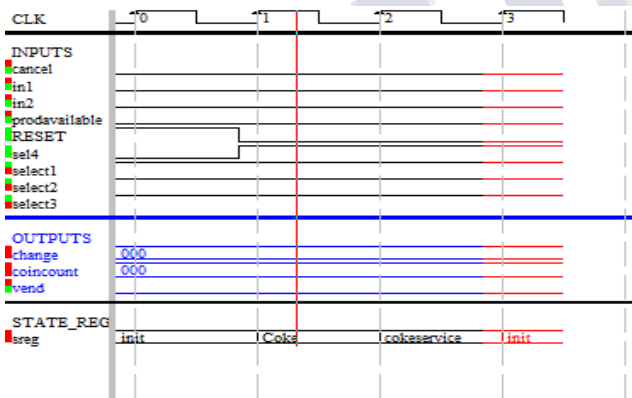 CLK 0 1 2 3
INPUTS
cancel
in1
in2
prodavailable
RESET
sel4
select1
select2
select3
OUTPUTS
change 000
coincount 000
vend
STATE_REG
sreg init Coke cokeservice init